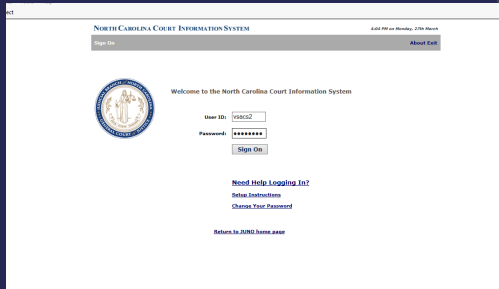 ect
NORTH CAROLINA COURT INFORMATION SYSTEM
4:04 PM on Monday, 27th March
Sign On
About Exit
Welcome to the North Carolina Court Information System
User ID: vsacs2
Password: ••••••••
Sign On
Need Help Logging In?
Setup Instructions
Change Your Password
Return to JUNO home page